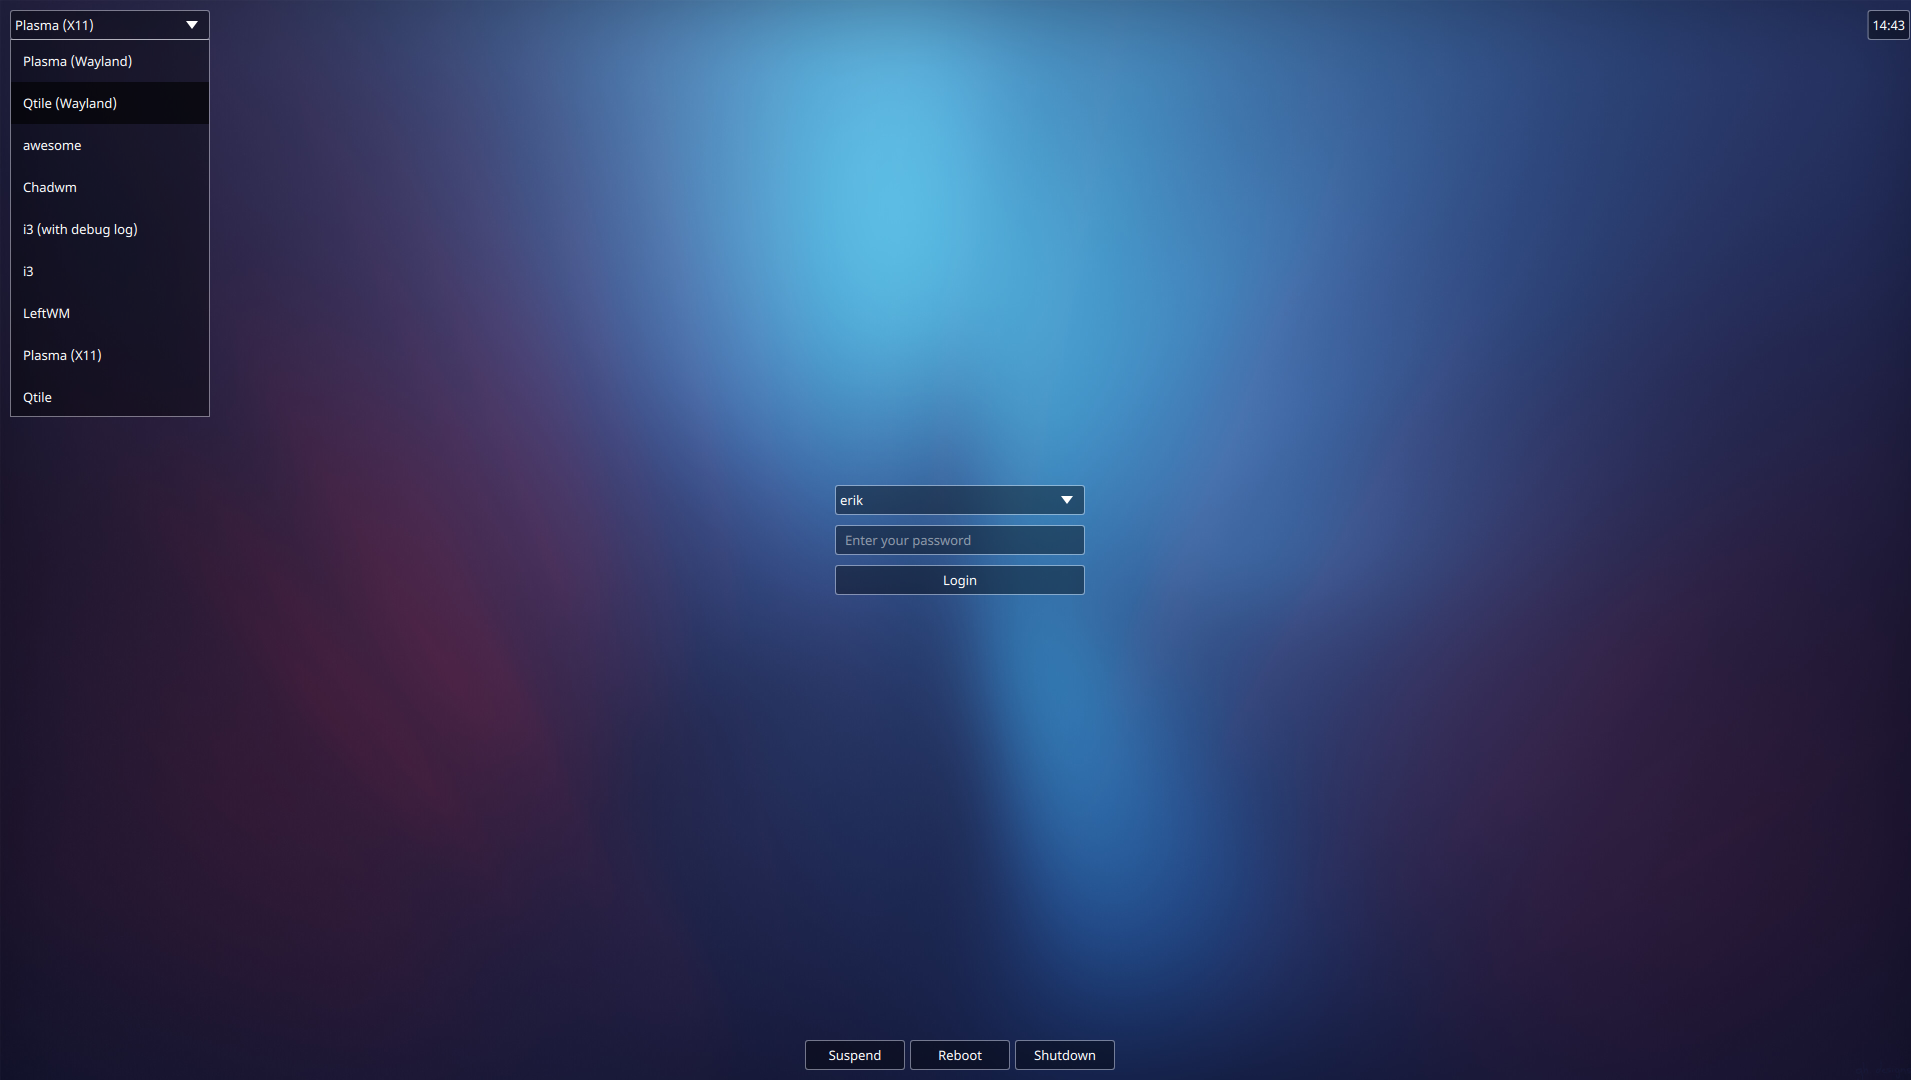 Plasma (X11)
14:43
Plasma (Wayland)
Qtile (Wayland)
awesome
Chadwm
i3 (with debug log)
i3
LeftWM
Plasma (X11)
Qtile
erik
Enter your password
Login
Suspend
Reboot
Shutdown